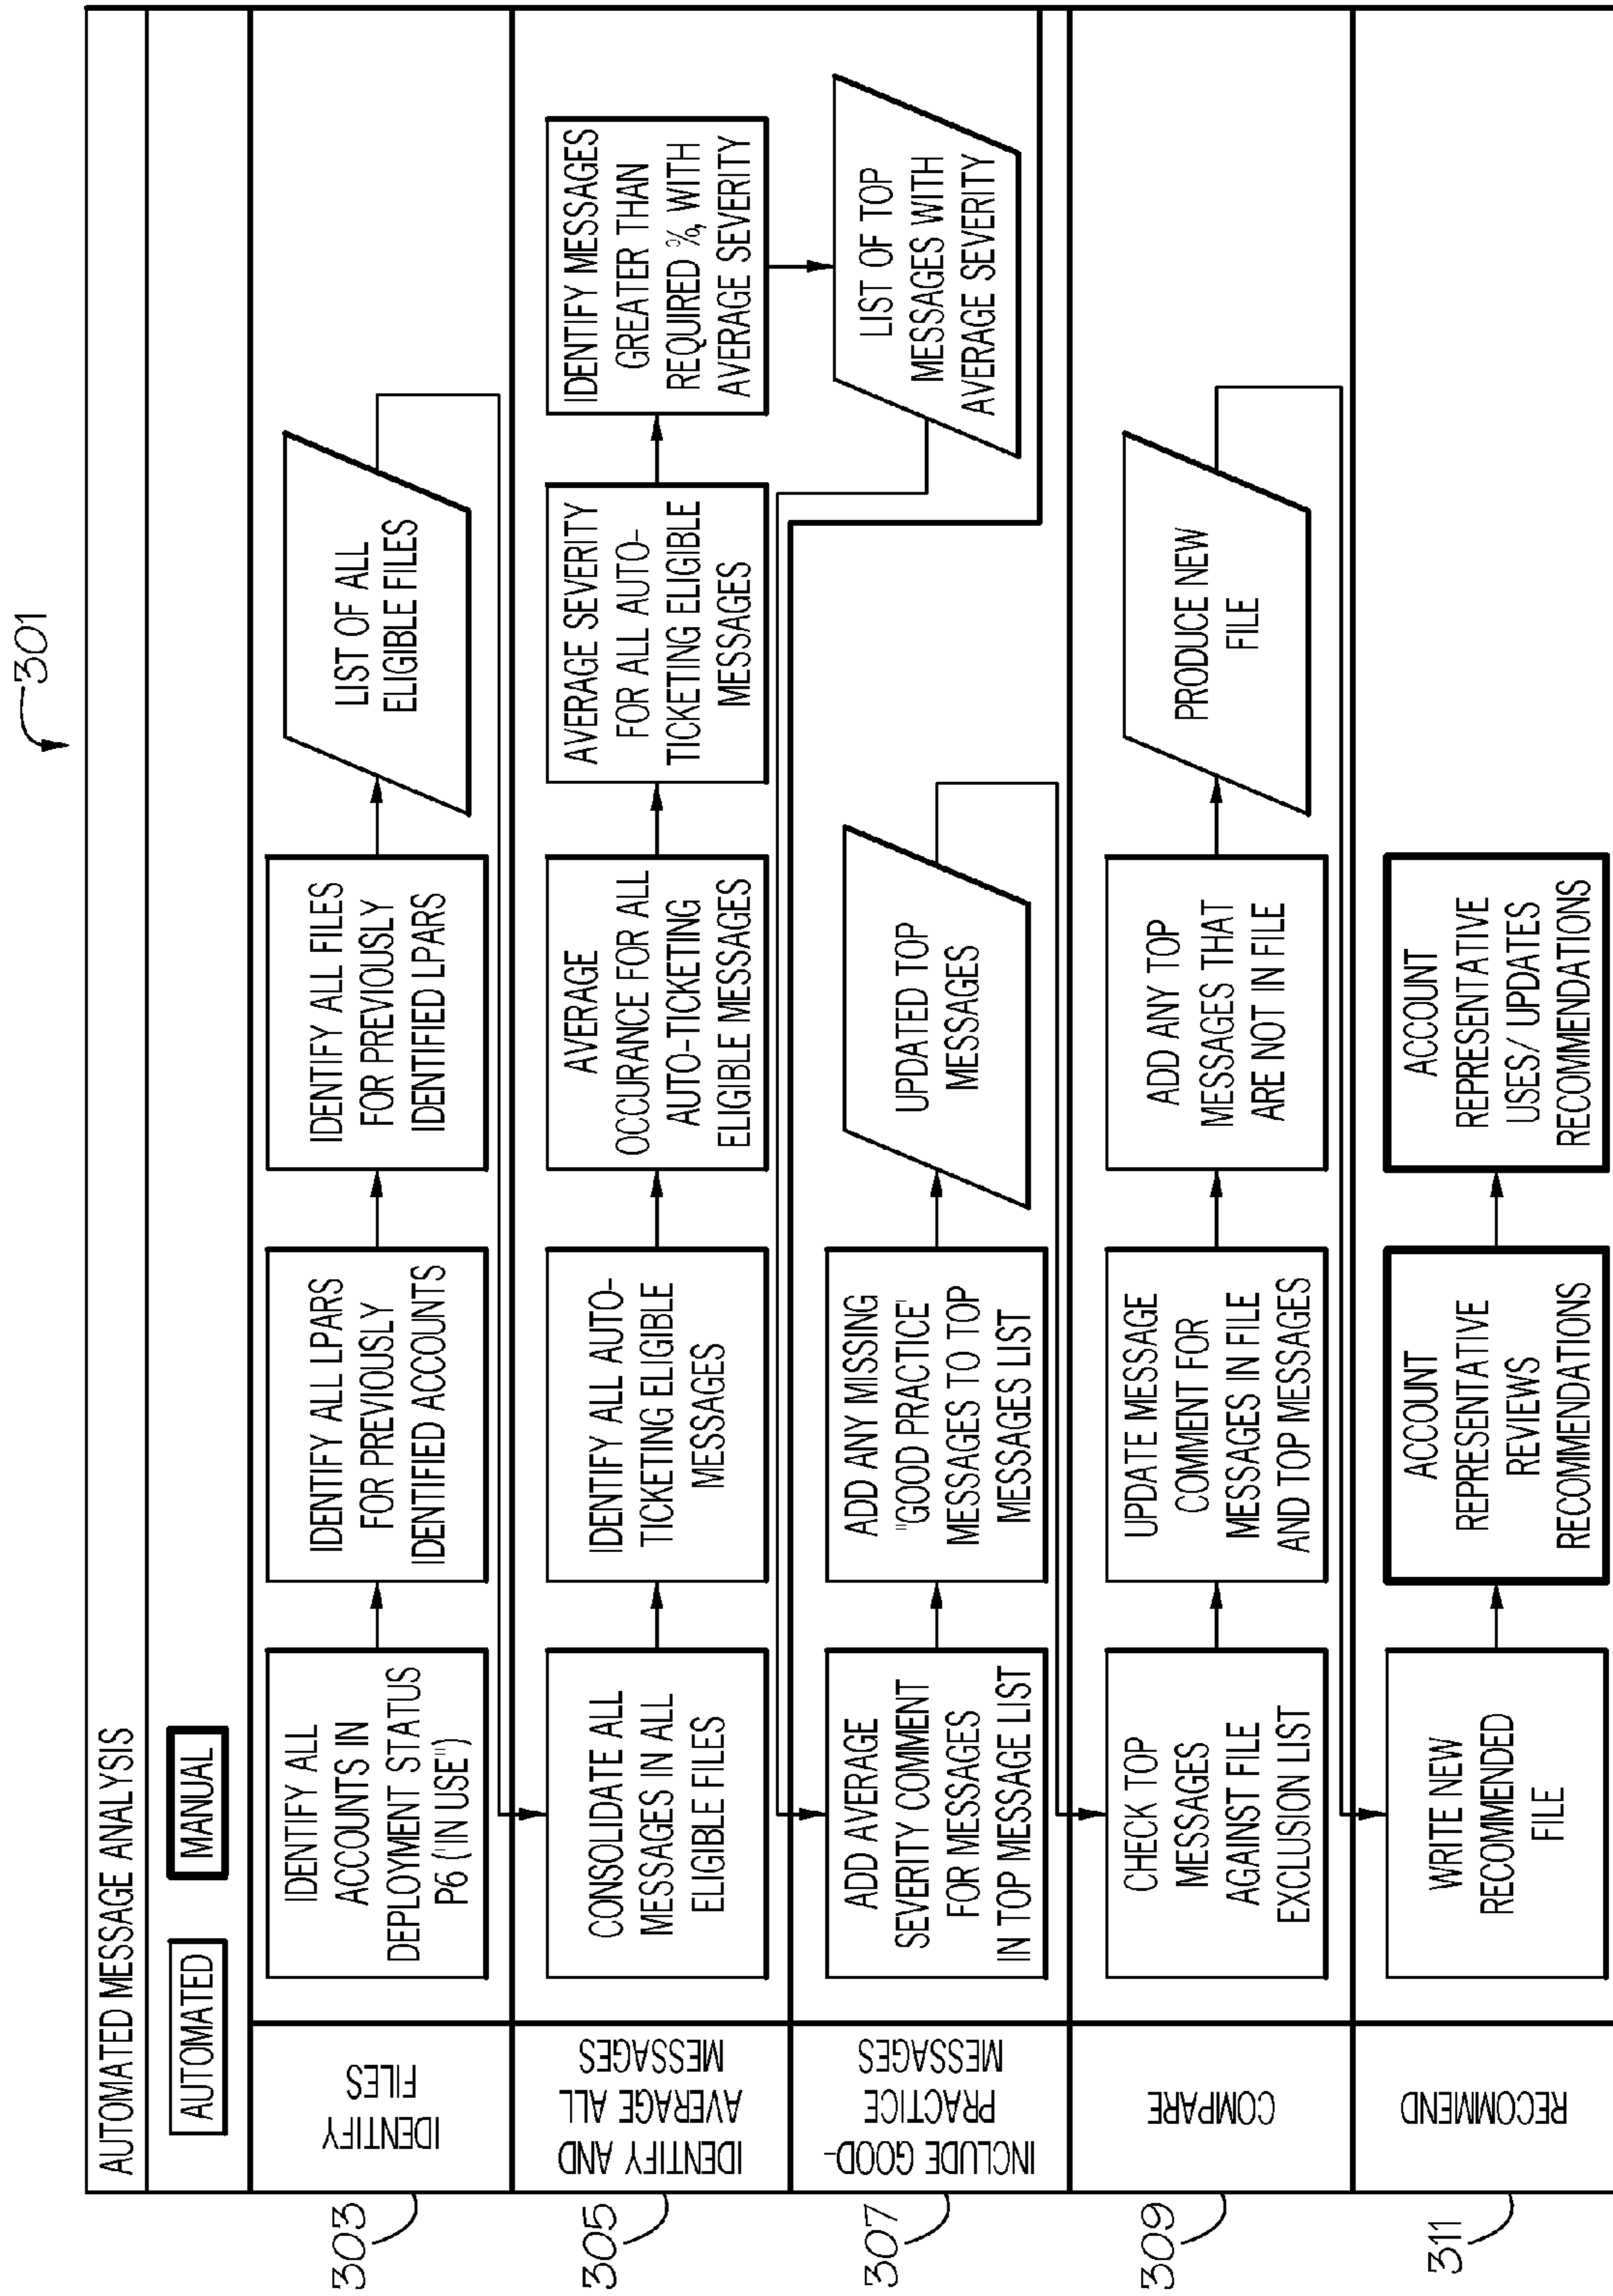 301
AUTOMATED MESSAGE ANALYSIS
AUTOMATED
MANUAL
303
IDENTIFY
FILES
IDENTIFY ALL
ACCOUNTS IN
DEPLOYMENT STATUS
P6 ("IN USE")
IDENTIFY ALL LPARS
FOR PREVIOUSLY
IDENTIFIED ACCOUNTS
IDENTIFY ALL FILES
FOR PREVIOUSLY
IDENTIFIED LPARS
LIST OF ALL
ELIGIBLE FILES
305
IDENTIFY AND
AVERAGE ALL
MESSAGES
CONSOLIDATE ALL
MESSAGES IN ALL
ELIGIBLE FILES
IDENTIFY ALL AUTO-
TICKETING ELIGIBLE
MESSAGES
AVERAGE
OCCURANCE FOR ALL
AUTO-TICKETING
ELIGIBLE MESSAGES
AVERAGE SEVERITY
FOR ALL AUTO-
TICKETING ELIGIBLE
MESSAGES
IDENTIFY MESSAGES
GREATER THAN
REQUIRED %, WITH
AVERAGE SEVERITY
LIST OF TOP
MESSAGES WITH
AVERAGE SEVERITY
307
INCLUDE GOOD-
PRACTICE
MESSAGES
ADD AVERAGE
SEVERITY COMMENT
FOR MESSAGES
IN TOP MESSAGE LIST
ADD ANY MISSING
"GOOD PRACTICE"
MESSAGES TO TOP
MESSAGES LIST
UPDATED TOP
MESSAGES
309
COMPARE
CHECK TOP
MESSAGES
AGAINST FILE
EXCLUSION LIST
UPDATE MESSAGE
COMMENT FOR
MESSAGES IN FILE
AND TOP MESSAGES
ADD ANY TOP
MESSAGES THAT
ARE NOT IN FILE
PRODUCE NEW
FILE
311
RECOMMEND
WRITE NEW
RECOMMENDED
FILE
ACCOUNT
REPRESENTATIVE
REVIEWS
RECOMMENDATIONS
ACCOUNT
REPRESENTATIVE
USES/ UPDATES
RECOMMENDATIONS